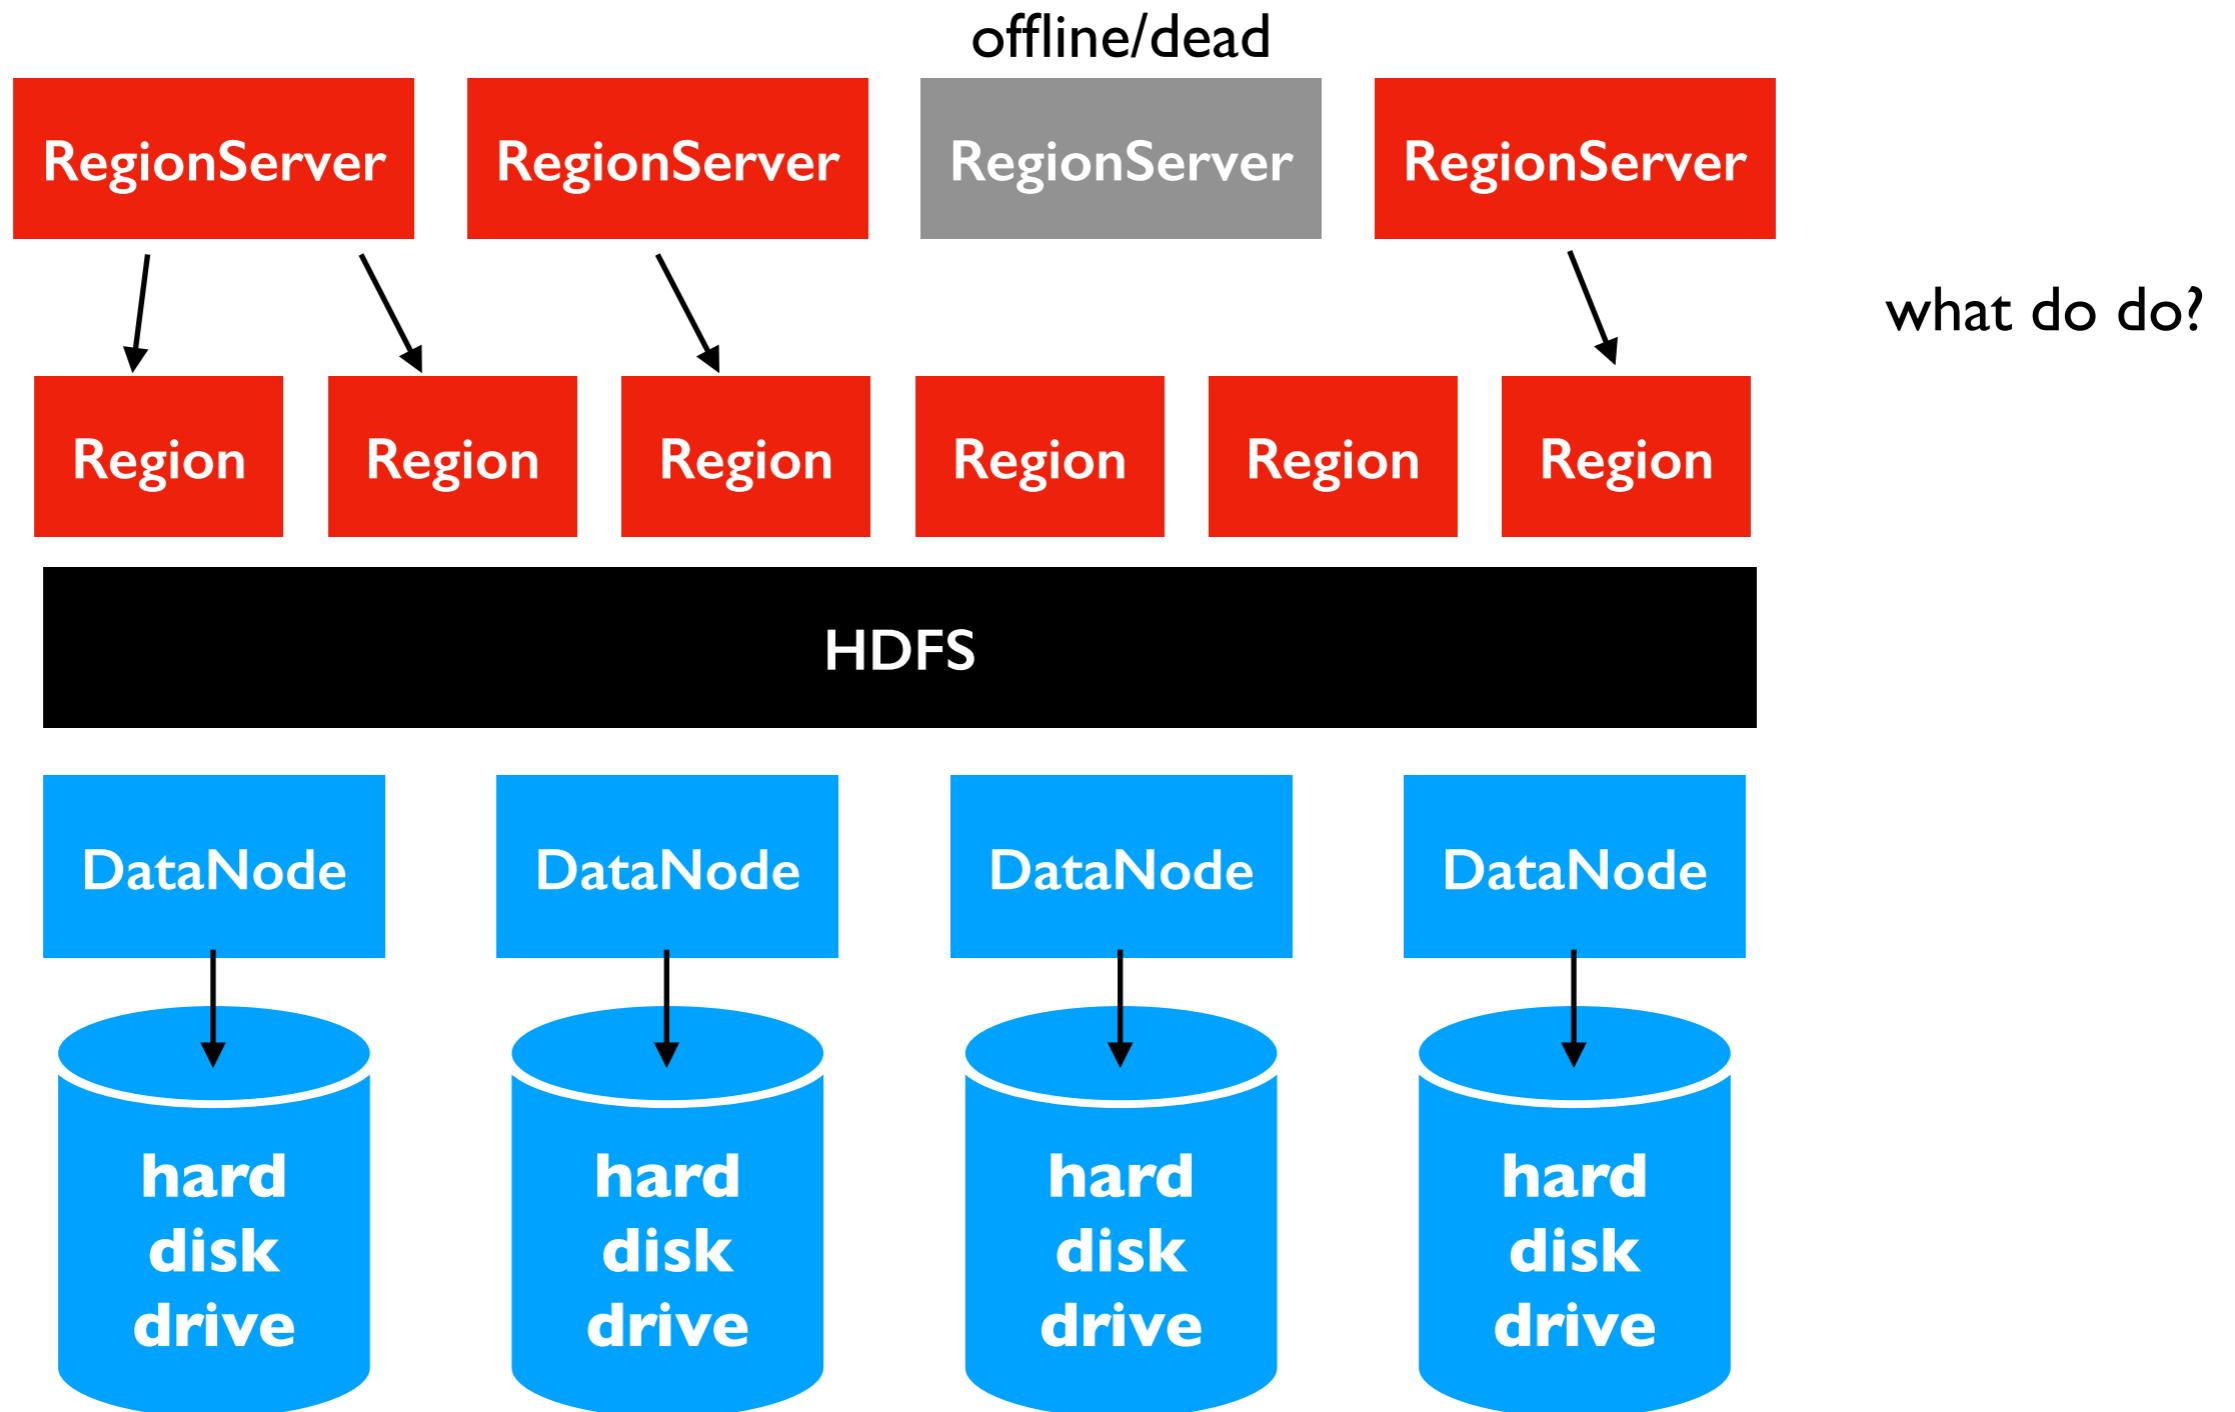 offline/dead
RegionServer
RegionServer
RegionServer
RegionServer
what do do?
Region
Region
Region
Region
Region
Region
HDFS
DataNode
DataNode
DataNode
DataNode
hard
disk
drive
hard
disk
drive
hard
disk
drive
hard
disk
drive